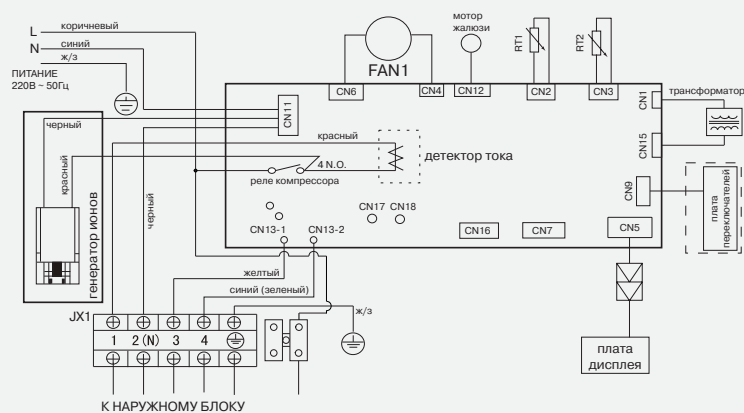 L
коричневый
N
синий
ж/з
ПИТАНИЕ
220В ~ 50Гц
мотор
жалюзи
FAN1
RT1
RT2
CN6
CN4
CN12
CN2
CN3
CN11
CN1
трансформатор
CN15
черный
красный
красный
детектор тока
4 N.O.
реле компрессора
CN9
плата
переключателей
генератор ионов
черный
CN17
CN18
CN13-1
CN13-2
CN16
CN7
CN5
желтый
синий (зеленый)
ж/з
JX1
1
2 (N)
3
4
плата
дисплея
К НАРУЖНОМУ БЛОКУ